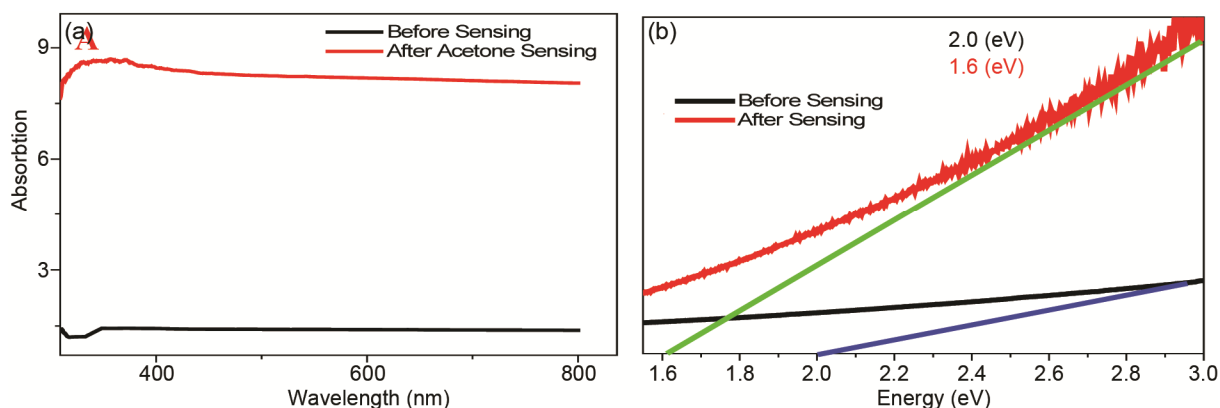 (a)
A
Before Sensing
After Acetone Sensing
9
6
3
Absorbtion
400
600
800
Wavelength (nm)
(b)
2.0 (eV)
1.6 (eV)
Before Sensing
After Sensing
1.6 1.8 2.0 2.2 2.4 2.6 2.8 3.0
Energy (eV)